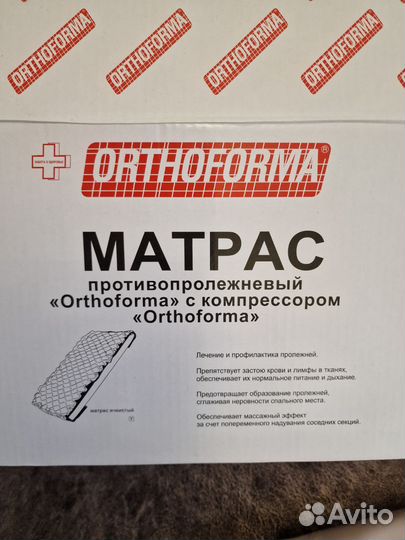 ORTHOFORMA ORTHOFORMA ORTHOFORMA ORTHOFORMA
ЗАБОТА О ЗДОРОВЬЕ
ORTHOFORMA®
МАТРАС
противопролежневый
«Orthoforma» с компрессором
«Orthoforma»
Лечение и профилактика пролежней.
Препятствует застою крови и лимфы в тканях,
обеспечивает их нормальное питание и дыхание.
Предотвращает образование пролежней,
сглаживая неровности спального места.
Обеспечивает массажный эффект
за счет попеременного надувания соседних секций.
матрас ячеистый
Avito